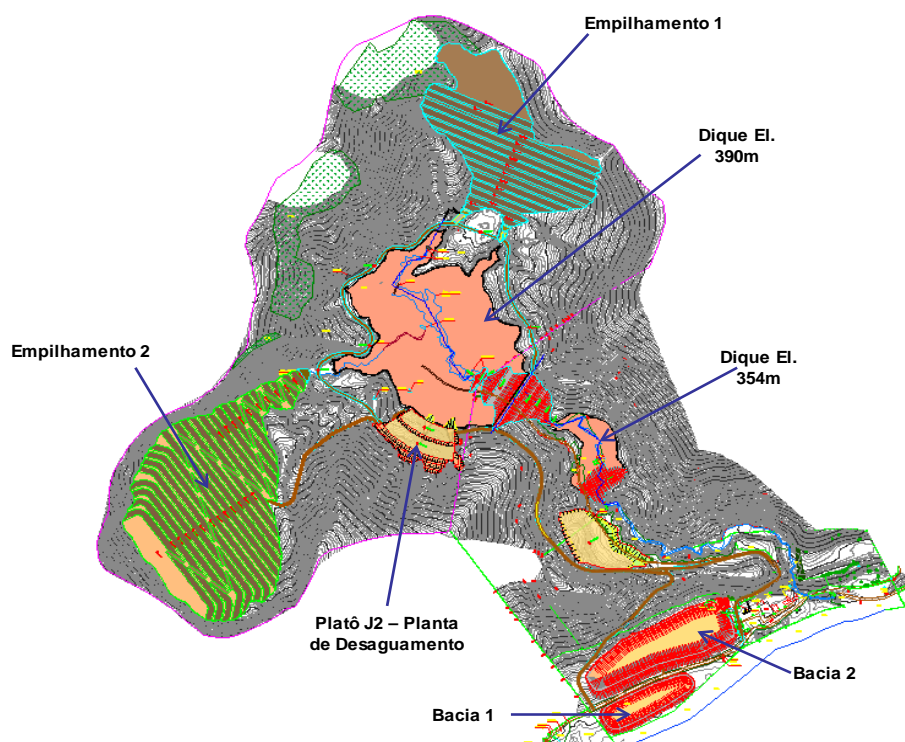 Empilhamento 1
Dique El.
390m
Empilhamento 2
Dique El.
354m
Platô J2 – Planta
de Desaguamento
Bacia 2
Bacia 1